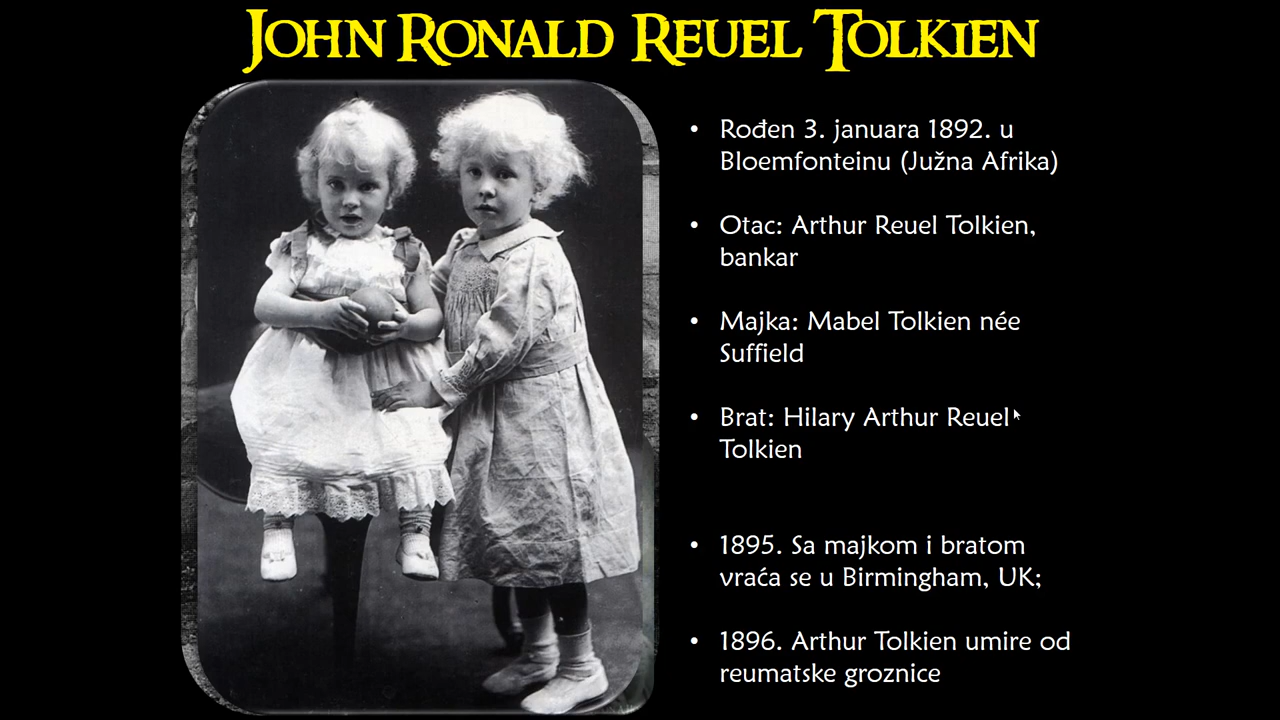 John Ronald Reuel Tolkien
• Rođen 3. januara 1892. u
Bloemfonteinu (Južna Afrika)
• Otac: Arthur Reuel Tolkien,
bankar
• Majka: Mabel Tolkien née
Suffield
• Brat: Hilary Arthur Reuel
Tolkien
• 1895. Sa majkom i bratom
vraća se u Birmingham, UK;
• 1896. Arthur Tolkien umire od
reumatske groznice